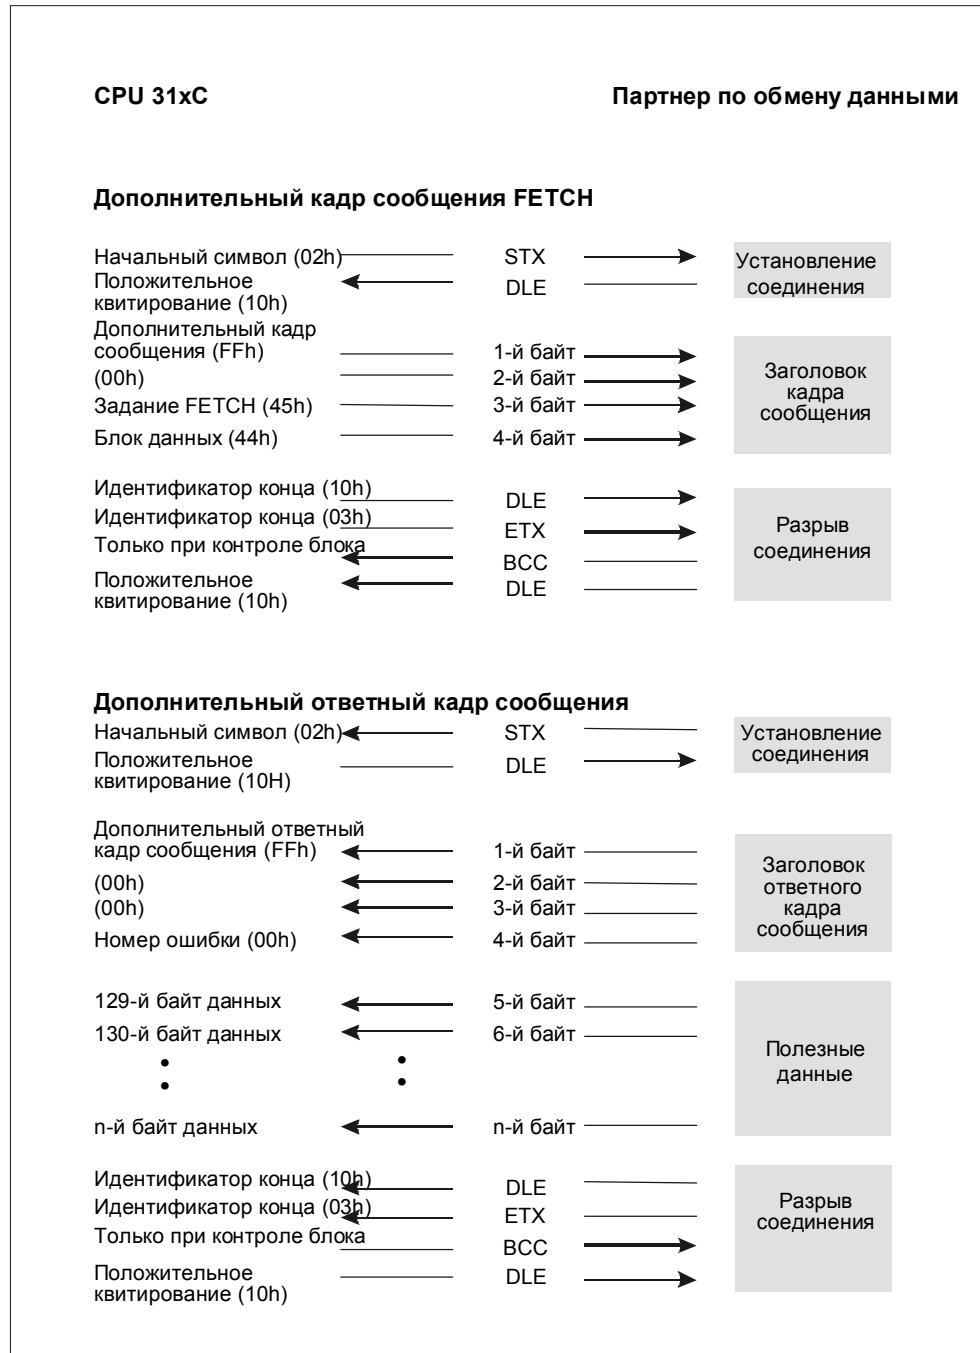 CPU 31xC Партнер по обмену данными
Дополнительный кадр сообщения FETCH
Начальный символ (02h) STX Установление
Положительное
квитирование (10h) DLE соединения
Дополнительный кадр
сообщения (FFh) 1-й байт Заголовок
(00h) 2-й байт кадра
Задание FETCH (45h) 3-й байт сообщения
Блок данных (44h) 4-й байт
Идентификатор конца (10h) DLE
Идентификатор конца (03h) ETX Разрыв
Только при контроле блока BCC соединения
Положительное
квитирование (10h) DLE
Дополнительный ответный кадр сообщения
Начальный символ (02h) STX Установление
Положительное соединения
квитирование (10H) DLE
Дополнительный ответный
кадр сообщения (FFh) 1-й байт Заголовок
(00h) 2-й байт ответного
(00h) 3-й байт кадра
Номер ошибки (00h) 4-й байт сообщения
129-й байт данных 5-й байт
130-й байт данных 6-й байт Полезные
данные
n-й байт данных n-й байт
Идентификатор конца (10h) DLE
Идентификатор конца (03h) ETX Разрыв
Только при контроле блока BCC соединения
Положительное
квитирование (10h) DLE